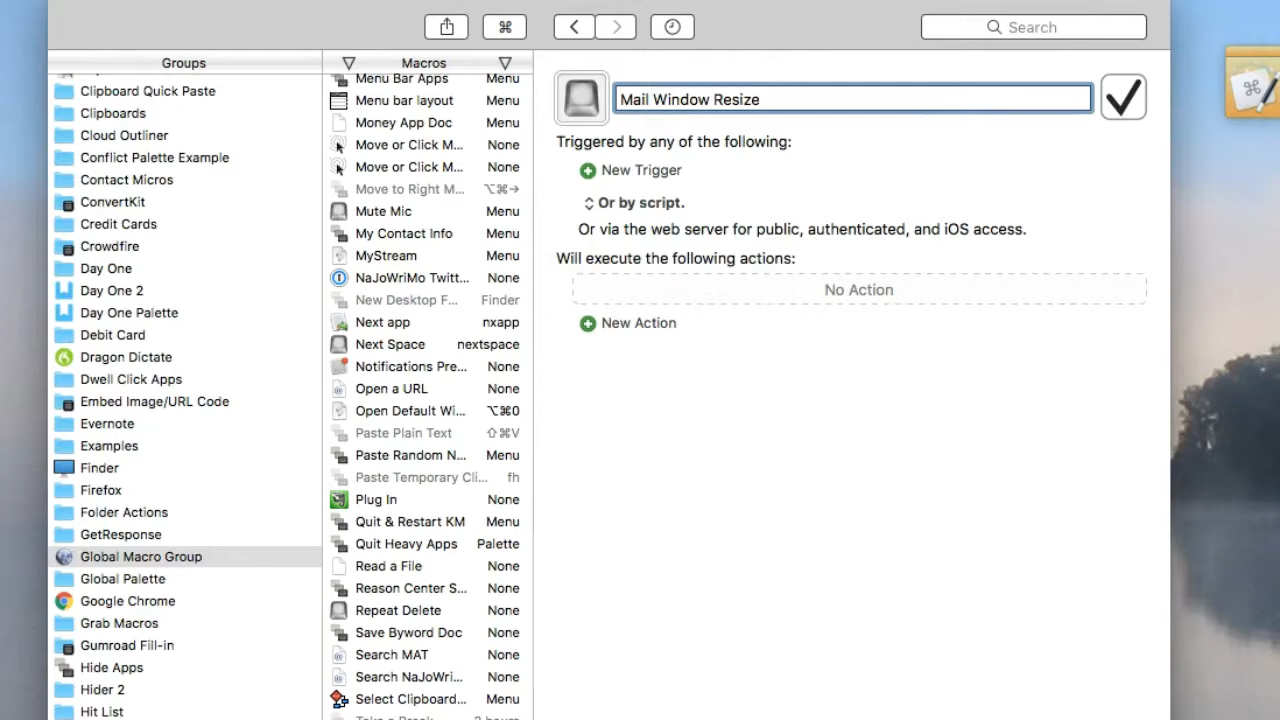 Search
Groups
Macros
Clipboard Quick Paste
Clipboards
Cloud Outliner
Conflict Palette Example
Contact Micros
ConvertKit
Credit Cards
Crowdfire
Day One
Day One 2
Day One Palette
Debit Card
Dragon Dictate
Dwell Click Apps
Embed Image/URL Code
Evernote
Examples
Finder
Firefox
Folder Actions
GetResponse
Global Macro Group
Global Palette
Google Chrome
Grab Macros
Gumroad Fill-in
Hide Apps
Hider 2
Hit List
Menu Bar Apps Menu
Menu bar layout Menu
Money App Doc Menu
Move or Click M... None
Move or Click M... None
Move to Right M... ⌥⌘→
Mute Mic Menu
My Contact Info Menu
MyStream Menu
NaJoWriMo Twitt... None
New Desktop F... Finder
Next app nxapp
Next Space nextspace
Notifications Pre... None
Open a URL None
Open Default Wi... ⌥⌘0
Paste Plain Text ⇧⌘V
Paste Random N... Menu
Paste Temporary Cli... fh
Plug In None
Quit & Restart KM Menu
Quit Heavy Apps Palette
Read a File None
Reason Center S... None
Repeat Delete None
Save Byword Doc None
Search MAT None
Search NaJoWri... None
Select Clipboard... Menu
Take a Break 2 hours
Mail Window Resize
Triggered by any of the following:
New Trigger
Or by script.
Or via the web server for public, authenticated, and iOS access.
Will execute the following actions:
No Action
New Action